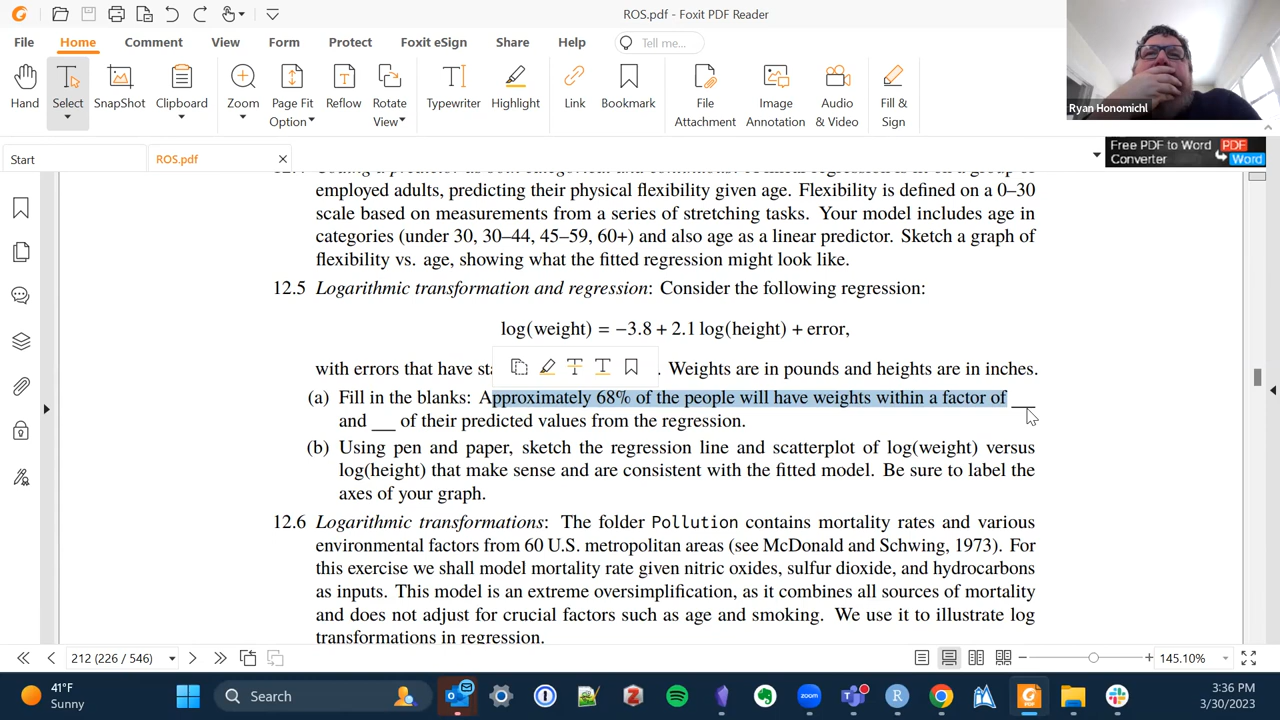 ROS.pdf - Foxit PDF Reader
File
Home
Comment
View
Form
Protect
Foxit eSign
Share
Help
Tell me...
Hand
Select
SnapShot
Clipboard
Zoom
Page Fit
Option
Reflow
Rotate
View
Typewriter
Highlight
Link
Bookmark
File
Attachment
Image
Annotation
Audio
& Video
Fill &
Sign
Ryan Honomichl
Start
ROS.pdf
Free PDF to Word
Converter
PDF
Word
employed adults, predicting their physical flexibility given age. Flexibility is defined on a 0–30
scale based on measurements from a series of stretching tasks. Your model includes age in
categories (under 30, 30–44, 45–59, 60+) and also age as a linear predictor. Sketch a graph of
flexibility vs. age, showing what the fitted regression might look like.
12.5 Logarithmic transformation and regression: Consider the following regression:
log(weight) = −3.8 + 2.1 log(height) + error,
with errors that have . Weights are in pounds and heights are in inches.
(a) Fill in the blanks: Approximately 68% of the people will have weights within a factor of ___
and ___ of their predicted values from the regression.
(b) Using pen and paper, sketch the regression line and scatterplot of log(weight) versus
log(height) that make sense and are consistent with the fitted model. Be sure to label the
axes of your graph.
12.6 Logarithmic transformations: The folder Pollution contains mortality rates and various
environmental factors from 60 U.S. metropolitan areas (see McDonald and Schwing, 1973). For
this exercise we shall model mortality rate given nitric oxides, sulfur dioxide, and hydrocarbons
as inputs. This model is an extreme oversimplification, as it combines all sources of mortality
and does not adjust for crucial factors such as age and smoking. We use it to illustrate log
transformations in regression.
212 (226 / 546)
145.10%
41°F
Sunny
Search
3:36 PM
3/30/2023